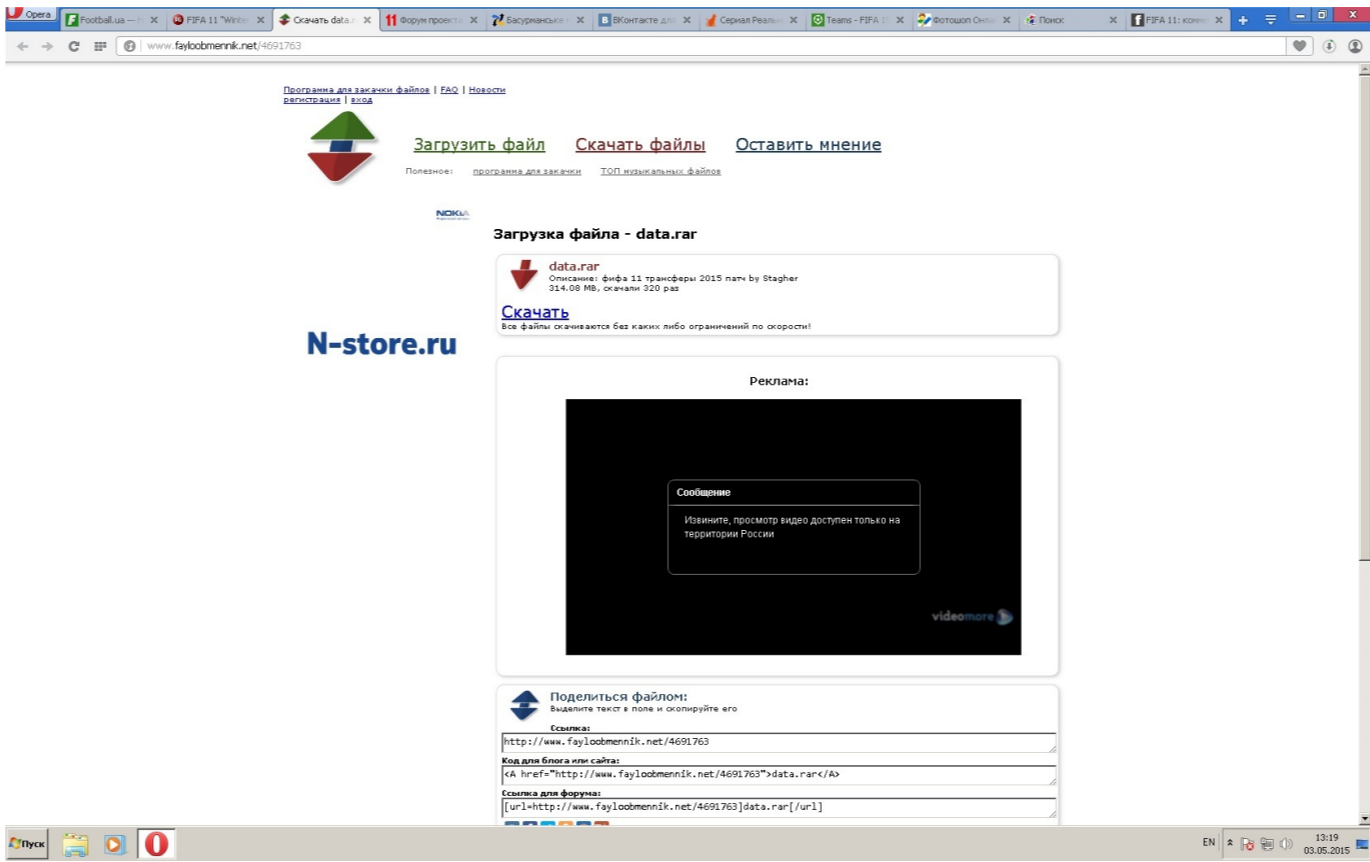 Opera
Football.ua —
FIFA 11 "Winter
Скачать data.r
Форум проекта
Басурманське
ВКонтакте для
Сериал Реальн
Teams - FIFA 1
Фотошоп Онла
Поиск
FIFA 11: комм
www.fayloobmennik.net/4691763
Программа для закачки файлов | FAQ | Новости
регистрация | вход
Загрузить файл Скачать файлы Оставить мнение
Полезное: программа для закачки ТОП музыкальных файлов
NOKIA
Загрузка файла - data.rar
data.rar
Описание: фифа 11 трансферы 2015 патч by Stagher
314.08 MB, скачали 320 раз
Скачать
Все файлы скачиваются без каких либо ограничений по скорости!
N-store.ru
Реклама:
Сообщение
Извините, просмотр видео доступен только на
территории России
videomore
Поделиться файлом:
Выделите текст в поле и скопируйте его
Ссылка:
http://www.fayloobmennik.net/4691763
Код для блога или сайта:
<A href="http://www.fayloobmennik.net/4691763">data.rar</A>
Ссылка для форума:
[url=http://www.fayloobmennik.net/4691763]data.rar[/url]
Пуск
EN
13:19
03.05.2015